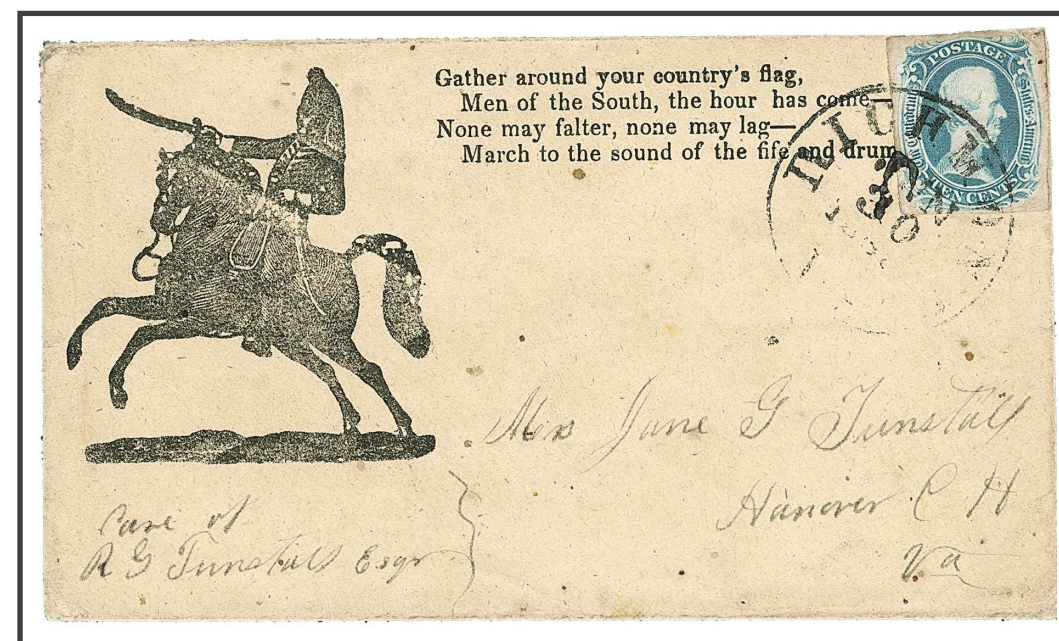 Gather around your country's flag,
Men of the South, the hour has come—
None may falter, none may lag—
March to the sound of the fife and drum
POSTAGE
TEN CENTS
RICHMOND
30
Mrs Jane G Tunstall
Hanover C H
Va
Care of
R G Tunstall Esqr